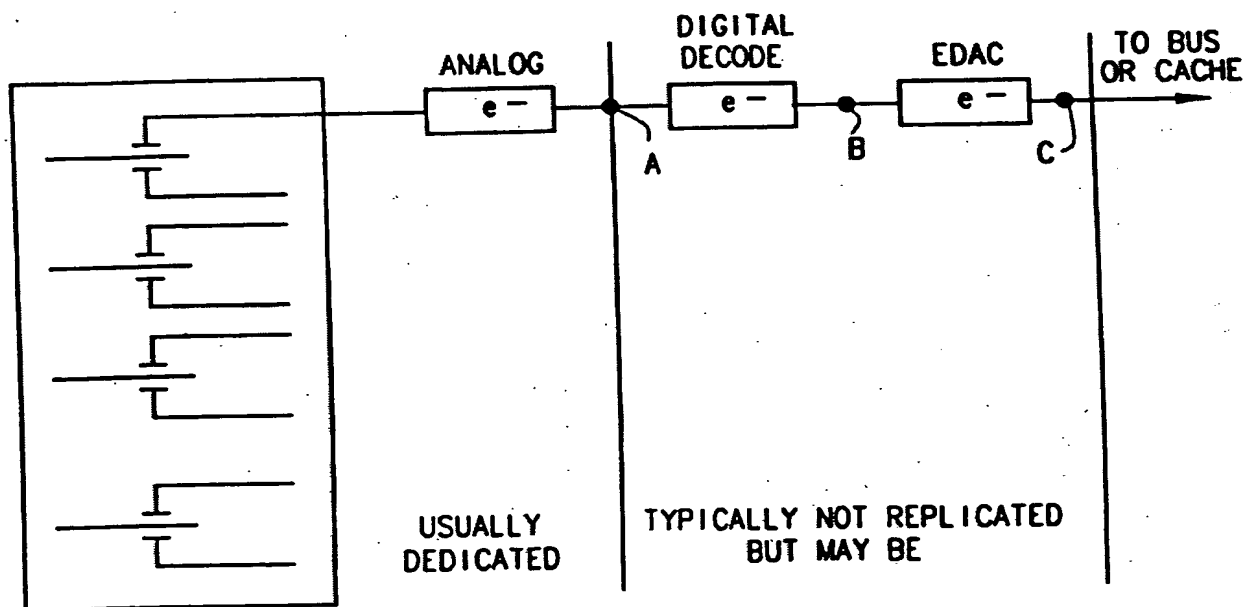 ANALOG
e-
DIGITAL
DECODE
e-
EDAC
e-
TO BUS
OR CACHE
A
B
C
USUALLY
DEDICATED
TYPICALLY NOT REPLICATED
BUT MAY BE